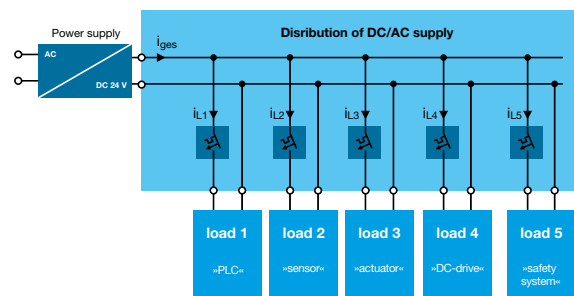 Power supply
Disribution of DC/AC supply
AC
DC 24 V
iges
iL1
iL2
iL3
iL4
iL5
load 1
»PLC«
load 2
»sensor«
load 3
»actuator«
load 4
»DC-drive«
load 5
»safety
system«